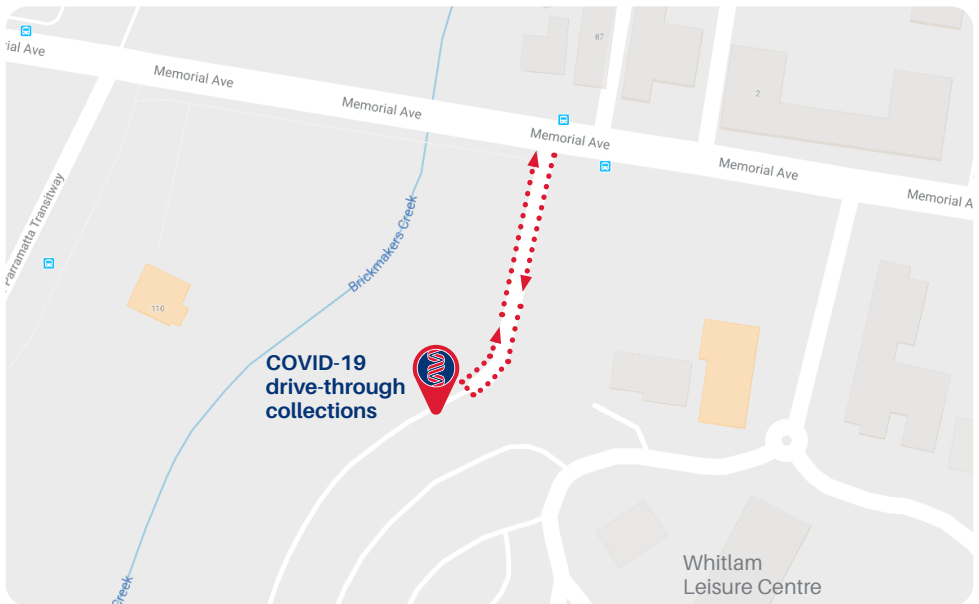 ial Ave
Memorial Ave
Memorial Ave
87
2
Memorial Ave
Memorial Ave
Memorial A
Parramatta Transitway
Brickmakers Creek
110
COVID-19
drive-through
collections
Whitlam
Leisure Centre
Creek